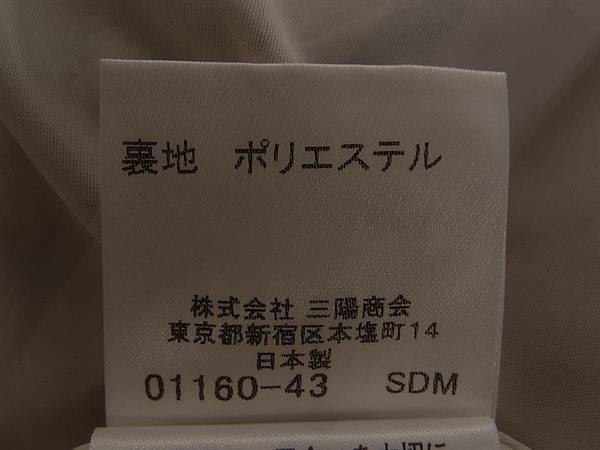 裏地 ポリエステル
株式会社 三陽商会
東京都新宿区本塩町14
日本製
01160-43 SDM